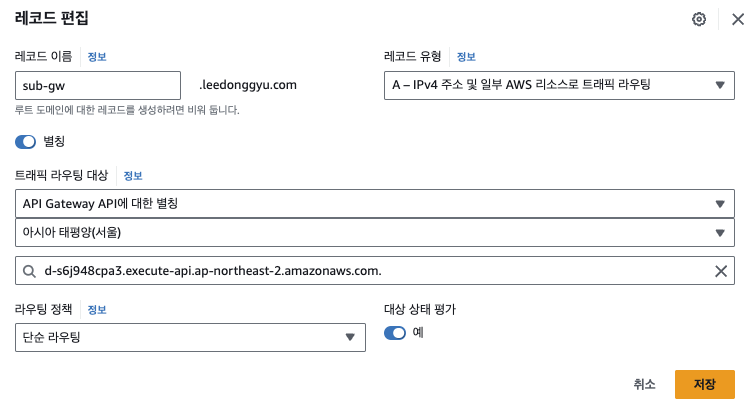 레코드 편집
레코드 이름 정보
sub-gw .leedonggyu.com
루트 도메인에 대한 레코드를 생성하려면 비워 둡니다.
레코드 유형 정보
A – IPv4 주소 및 일부 AWS 리소스로 트래픽 라우팅
별칭
트래픽 라우팅 대상 정보
API Gateway API에 대한 별칭
아시아 태평양(서울)
d-s6j948cpa3.execute-api.ap-northeast-2.amazonaws.com.
라우팅 정책 정보
단순 라우팅
대상 상태 평가
예
취소 저장